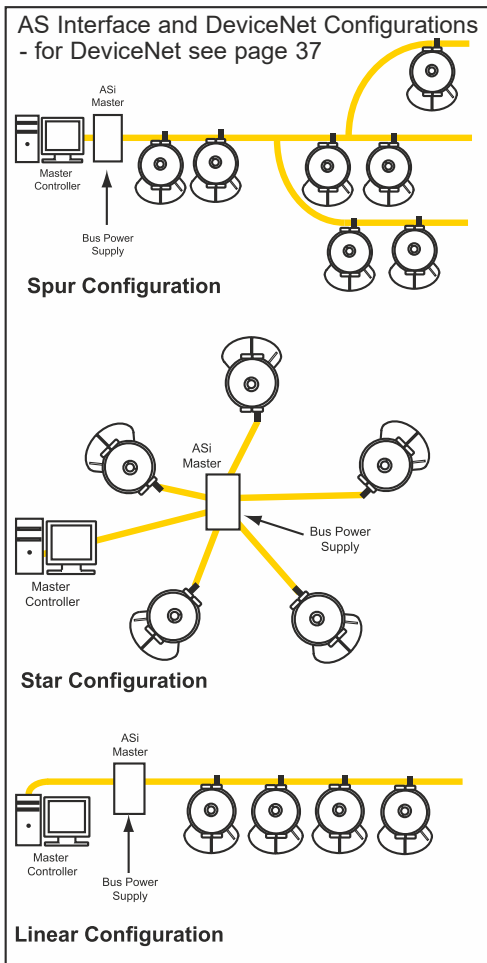 AS Interface and DeviceNet Configurations
- for DeviceNet see page 37
ASi
Master
Master
Controller
Bus Power
Supply
Spur Configuration
ASi
Master
Bus Power
Supply
Master
Controller
Star Configuration
ASi
Master
Master
Controller
Bus Power
Supply
Linear Configuration